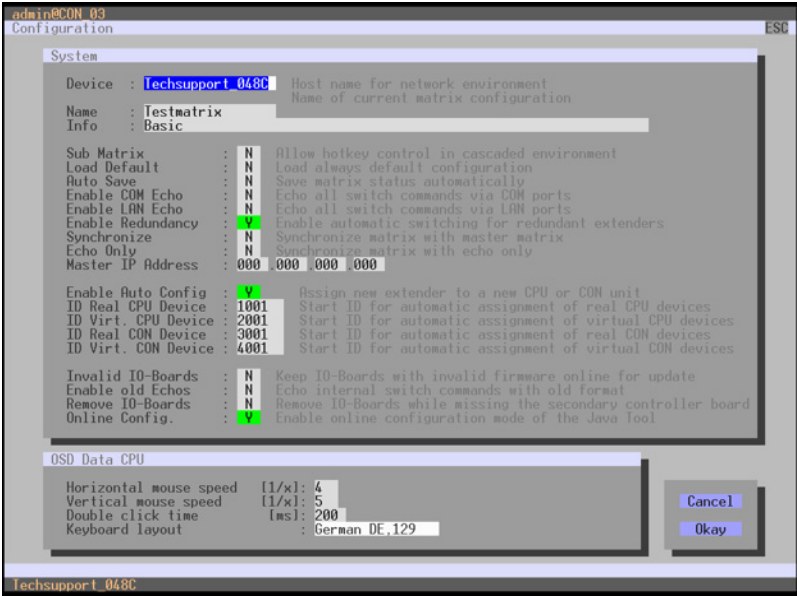 admin@CON_03
Configuration ESC
System
Device : Techsupport_048C Host name for network environment
Name of current matrix configuration
Name : Testmatrix
Info : Basic
Sub Matrix : N Allow hotkey control in cascaded environment
Load Default : N Load always default configuration
Auto Save : N Save matrix status automatically
Enable COM Echo : N Echo all switch commands via COM ports
Enable LAN Echo : N Echo all switch commands via LAN ports
Enable Redundancy : Y Enable automatic switching for redundant extenders
Synchronize : N Synchronize matrix with master matrix
Echo Only : N Synchronize matrix with echo only
Master IP Address : 000 .000 .000 .000
Enable Auto Config : Y Assign new extender to a new CPU or CON unit
ID Real CPU Device : 1001 Start ID for automatic assignment of real CPU devices
ID Virt. CPU Device : 2001 Start ID for automatic assignment of virtual CPU devices
ID Real CON Device : 3001 Start ID for automatic assignment of real CON devices
ID Virt. CON Device : 4001 Start ID for automatic assignment of virtual CON devices
Invalid IO-Boards : N Keep IO-Boards with invalid firmware online for update
Enable old Echos : N Echo internal switch commands with old format
Remove IO-Boards : N Remove IO-Boards while missing the secondary controller board
Online Config. : Y Enable online configuration mode of the Java Tool
OSD Data CPU
Horizontal mouse speed [1/x]: 4
Vertical mouse speed [1/x]: 5
Double click time [ms]: 200
Keyboard layout : German DE,129
Cancel
Okay
Techsupport_048C